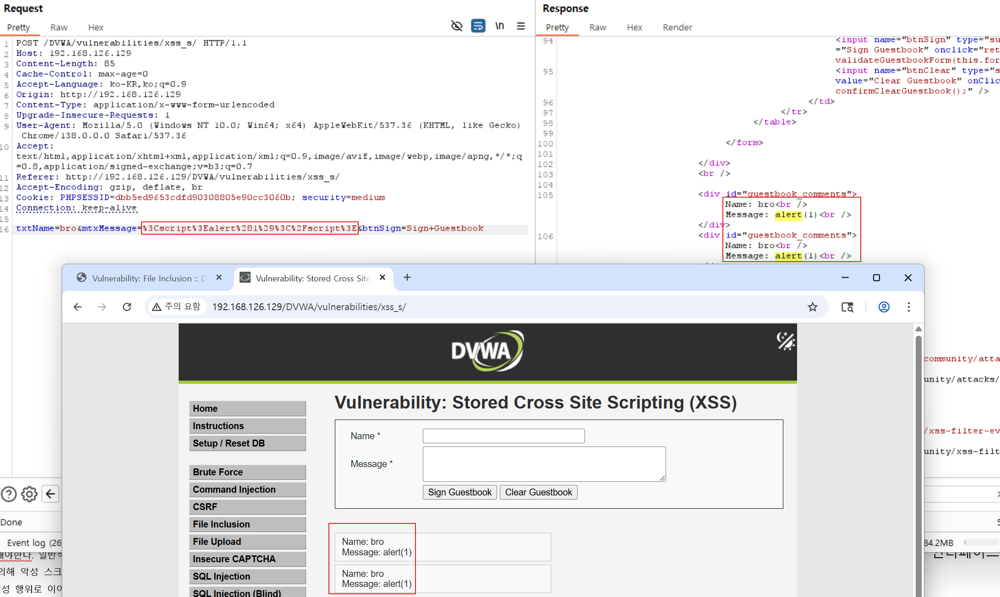 Request
Pretty Raw Hex
\n
1 POST /DVWA/vulnerabilities/xss_s/ HTTP/1.1
2 Host: 192.168.126.129
3 Content-Length: 85
4 Cache-Control: max-age=0
5 Accept-Language: ko-KR,ko;q=0.9
6 Origin: http://192.168.126.129
7 Content-Type: application/x-www-form-urlencoded
8 Upgrade-Insecure-Requests: 1
9 User-Agent: Mozilla/5.0 (Windows NT 10.0; Win64; x64) AppleWebKit/537.36 (KHTML, like Gecko)
Chrome/138.0.0.0 Safari/537.36
10 Accept:
text/html,application/xhtml+xml,application/xml;q=0.9,image/avif,image/webp,image/apng,*/*;q
=0.8,application/signed-exchange;v=b3;q=0.7
11 Referer: http://192.168.126.129/DVWA/vulnerabilities/xss_s/
12 Accept-Encoding: gzip, deflate, br
13 Cookie: PHPSESSID=dbb5ed9653cdfd90308805e90cc3060b; security=medium
14 Connection: keep-alive
15
16 txtName=bro&mtxMessage=%3Cscript%3Ealert%281%29%3C%2Fscript%3E&btnSign=Sign+Guestbook
Response
Pretty Raw Hex Render
94 <input name="btnSign" type="su
="Sign Guestbook" onclick="ret
validateGuestbookForm(this.for
95 <input name="btnClear" type="s
value="Clear Guestbook" onClic
confirmClearGuestbook();" />
96 </td>
97 </tr>
98 </table>
99
100 </form>
101
102 </div>
103 <br />
104
105 <div id="guestbook_comments">
Name: bro<br />
Message: alert(1)<br />
</div>
106 <div id="guestbook_comments">
Name: bro<br />
Message: alert(1)<br />
Vulnerability: File Inclusion :: D
Vulnerability: Stored Cross Site
주의 요함 192.168.126.129/DVWA/vulnerabilities/xss_s/
DVWA
Home
Instructions
Setup / Reset DB
Brute Force
Command Injection
CSRF
File Inclusion
File Upload
Insecure CAPTCHA
SQL Injection
SQL Injection (Blind)
Vulnerability: Stored Cross Site Scripting (XSS)
Name *
Message *
Sign Guestbook Clear Guestbook
Name: bro
Message: alert(1)
Name: bro
Message: alert(1)
community/atta
unity/attacks/
/xss-filter-ev
unity/xss-filt
Done
Event log (26
84.2MB
의해 악성 스크
성 행위로 이어